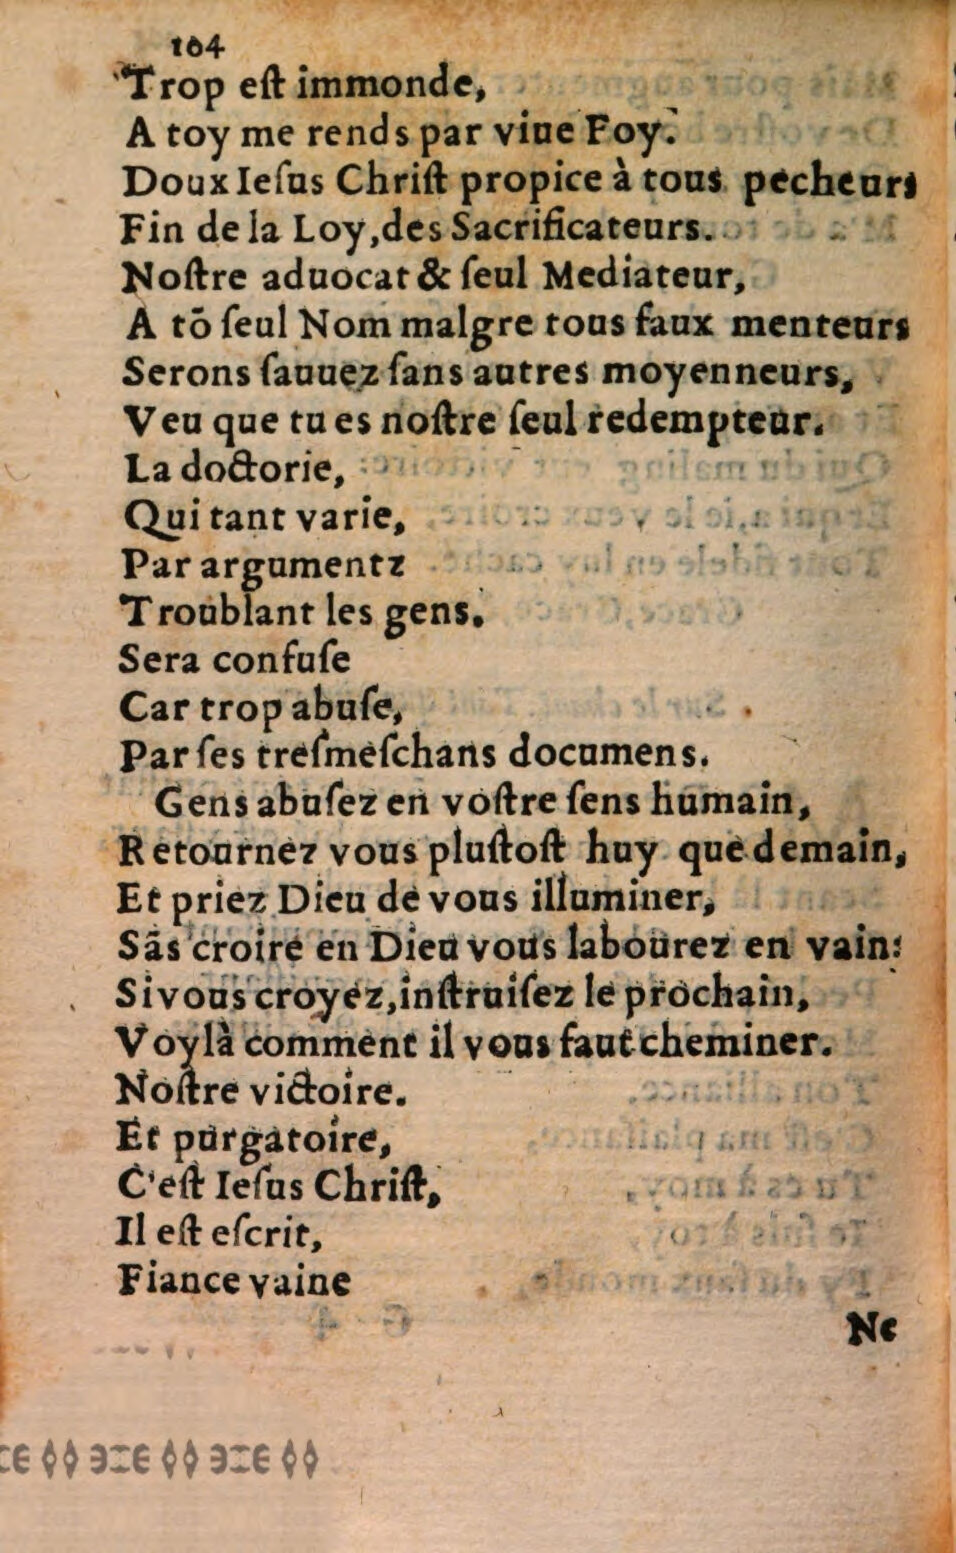 104
Trop eſt immonde,
A toy me rends par viue Foy.
Doux Ieſus Chriſt propice à tous pecheurs
Fin de la Loy, des Sacrificateurs.
Noſtre aduocat & ſeul Mediateur,
A tō ſeul Nom malgre tous faux menteurs
Serons ſauuez ſans autres moyenneurs,
Veu que tu es noſtre ſeul redempteur.
La doctorie,
Qui tant varie,
Par argumentz
Troublant les gens.
Sera confuſe
Car trop abuſe,
Par ſes treſmeſchans documens.
Gens abuſez en voſtre ſens humain,
Retournez vous pluſtoſt huy que demain,
Et priez Dieu de vous illuminer,
Sās croire en Dieu vous labourez en vain:
Si vous croyez, inſtruiſez le prochain,
Voylà comment il vous faut cheminer.
Noſtre victoire.
Et purgatoire,
C'eſt Ieſus Chriſt,
Il eſt eſcrit,
Fiance vaine
Ne